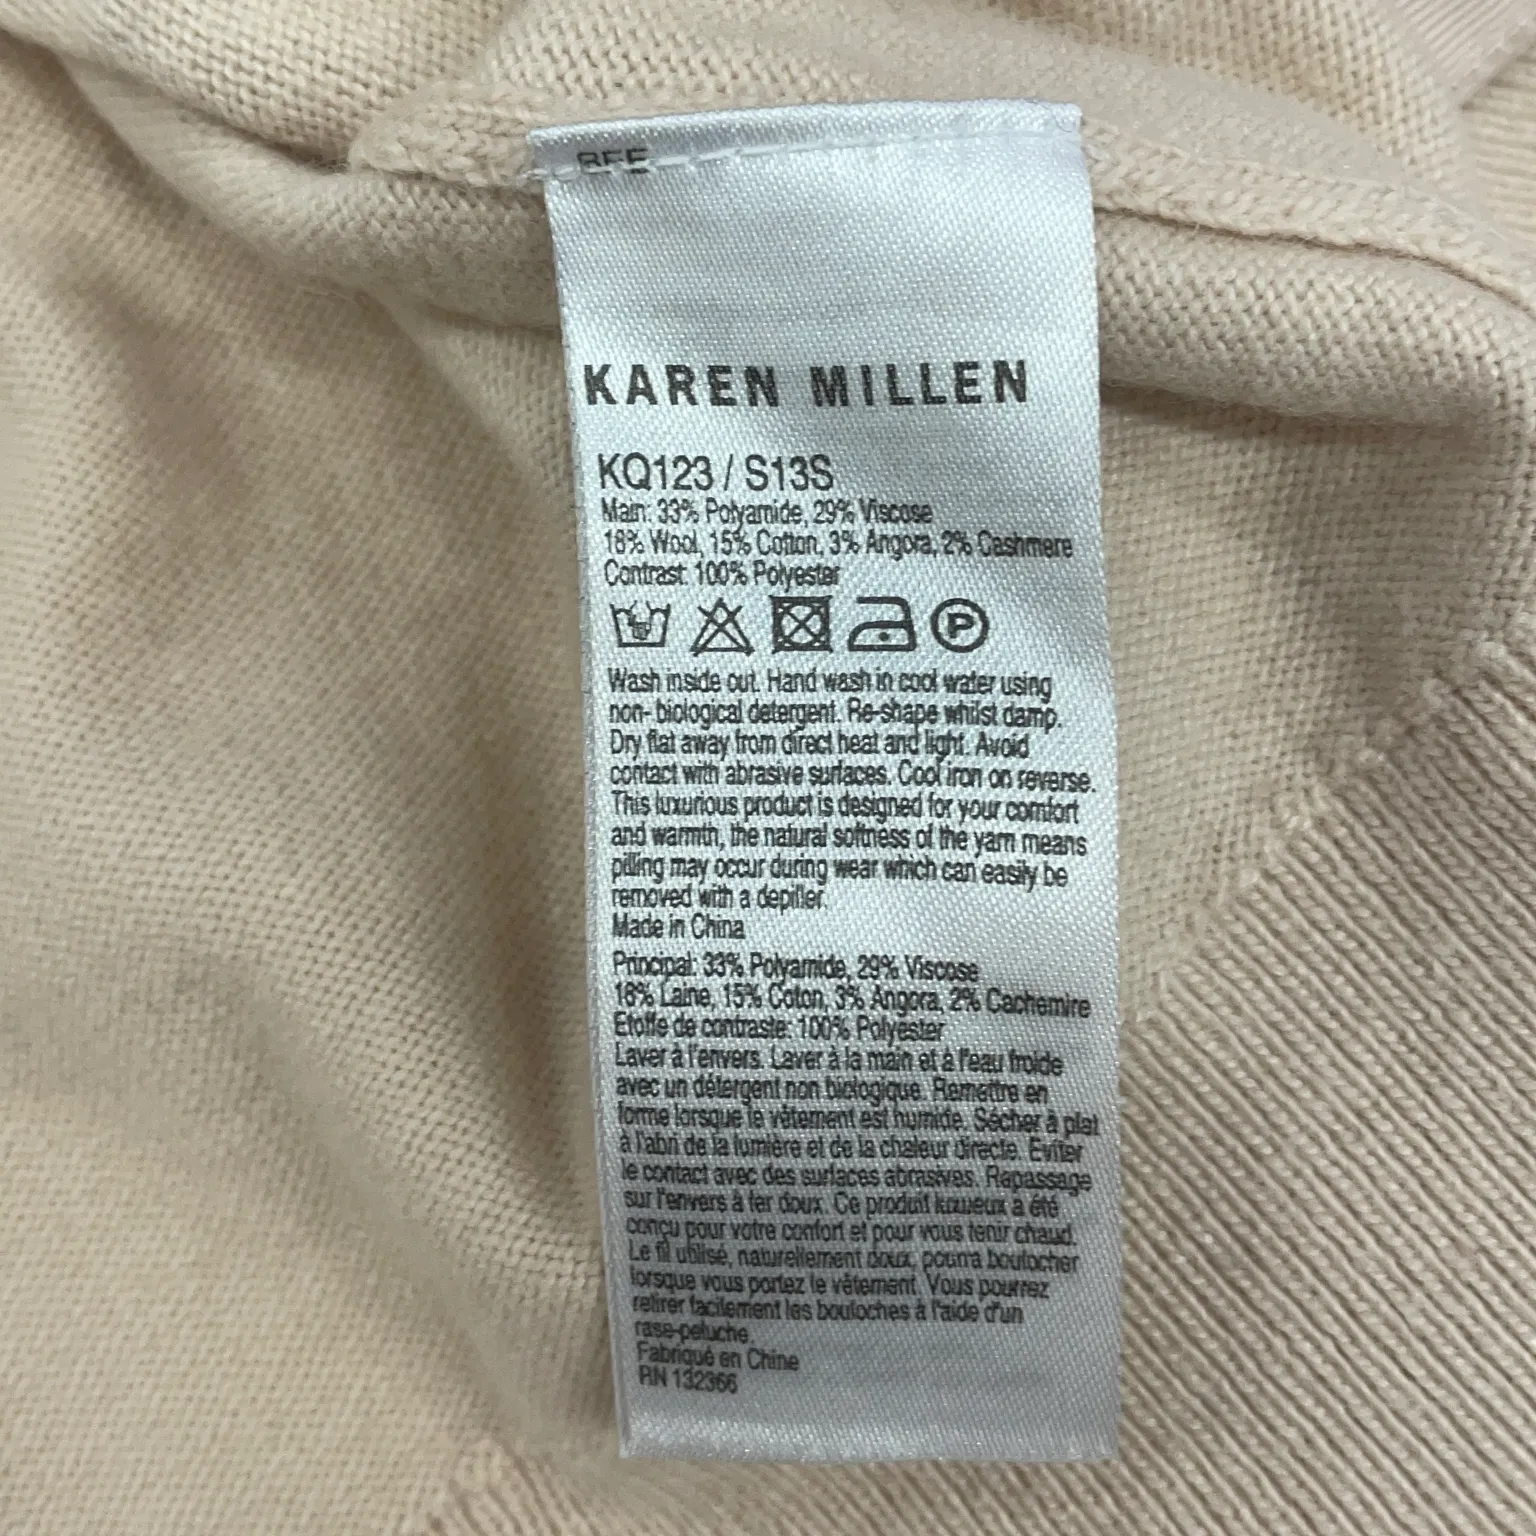 KAREN MILLEN
KQ123 / S13S
Main: 33% Polyamide, 29% Viscose
18% Wool, 15% Cotton, 3% Angora, 2% Cashmere
Contrast: 100% Polyester
P
Wash inside out. Hand wash in cool water using
non- biological detergent. Re-shape whilst damp.
Dry flat away from direct heat and light. Avoid
contact with abrasive surfaces. Cool iron on reverse.
This luxurious product is designed for your comfort
and warmth, the natural softness of the yarn means
pilling may occur during wear which can easily be
removed with a depiller.
Made in China
Principal: 33% Polyamide, 29% Viscose
18% Laine, 15% Coton, 3% Angora, 2% Cachemire
Etoffe de contraste: 100% Polyester
Laver à l'envers. Laver à la main et à l'eau froide
avec un détergent non biologique. Remettre en
forme lorsque le vêtement est humide. Sécher à plat
à l'abri de la lumière et de la chaleur directe. Eviter
le contact avec des surfaces abrasives. Repassage
sur l'envers à fer doux. Ce produit luxueux a été
conçu pour votre confort et pour vous tenir chaud.
Le fil utilisé, naturellement doux, pourra boulocher
lorsque vous portez le vêtement. Vous pourrez
retirer facilement les bouloches à l'aide d'un
rase-peluche.
Fabriqué en Chine
RN 132366